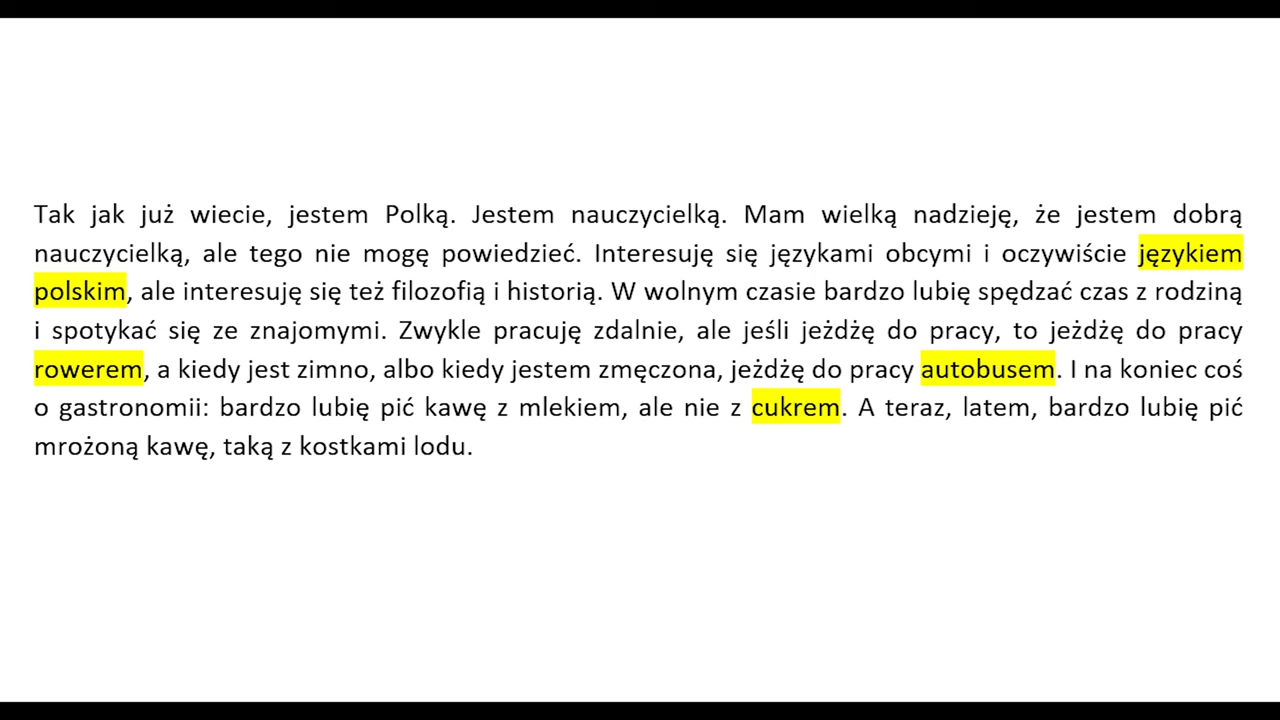 Tak jak już wiecie, jestem Polką. Jestem nauczycielką. Mam wielką nadzieję, że jestem dobrą
nauczycielką, ale tego nie mogę powiedzieć. Interesuję się językami obcymi i oczywiście językiem
polskim, ale interesuję się też filozofią i historią. W wolnym czasie bardzo lubię spędzać czas z rodziną
i spotykać się ze znajomymi. Zwykle pracuję zdalnie, ale jeśli jeżdżę do pracy, to jeżdżę do pracy
rowerem, a kiedy jest zimno, albo kiedy jestem zmęczona, jeżdżę do pracy autobusem. I na koniec coś
o gastronomii: bardzo lubię pić kawę z mlekiem, ale nie z cukrem. A teraz, latem, bardzo lubię pić
mrożoną kawę, taką z kostkami lodu.